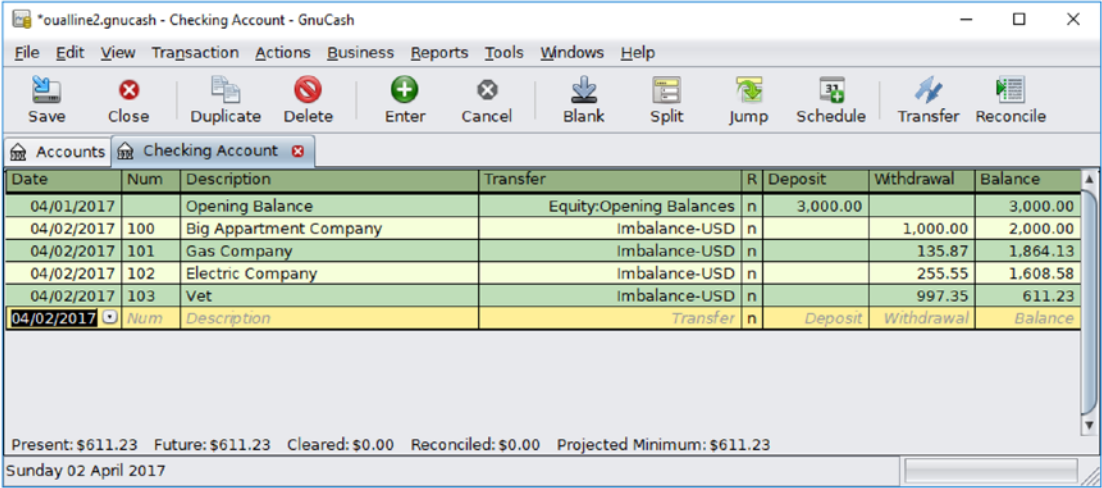 *oualline2.gnucash - Checking Account - GnuCash
File Edit View Transaction Actions Business Reports Tools Windows Help
Save Close Duplicate Delete Enter Cancel Blank Split Jump Schedule Transfer Reconcile
Accounts Checking Account
Date Num Description Transfer R Deposit Withdrawal Balance
04/01/2017 Opening Balance Equity:Opening Balances n 3,000.00 3,000.00
04/02/2017 100 Big Appartment Company Imbalance-USD n 1,000.00 2,000.00
04/02/2017 101 Gas Company Imbalance-USD n 135.87 1,864.13
04/02/2017 102 Electric Company Imbalance-USD n 255.55 1,608.58
04/02/2017 103 Vet Imbalance-USD n 997.35 611.23
04/02/2017 Num Description Transfer n Deposit Withdrawal Balance
Present: $611.23 Future: $611.23 Cleared: $0.00 Reconciled: $0.00 Projected Minimum: $611.23
Sunday 02 April 2017